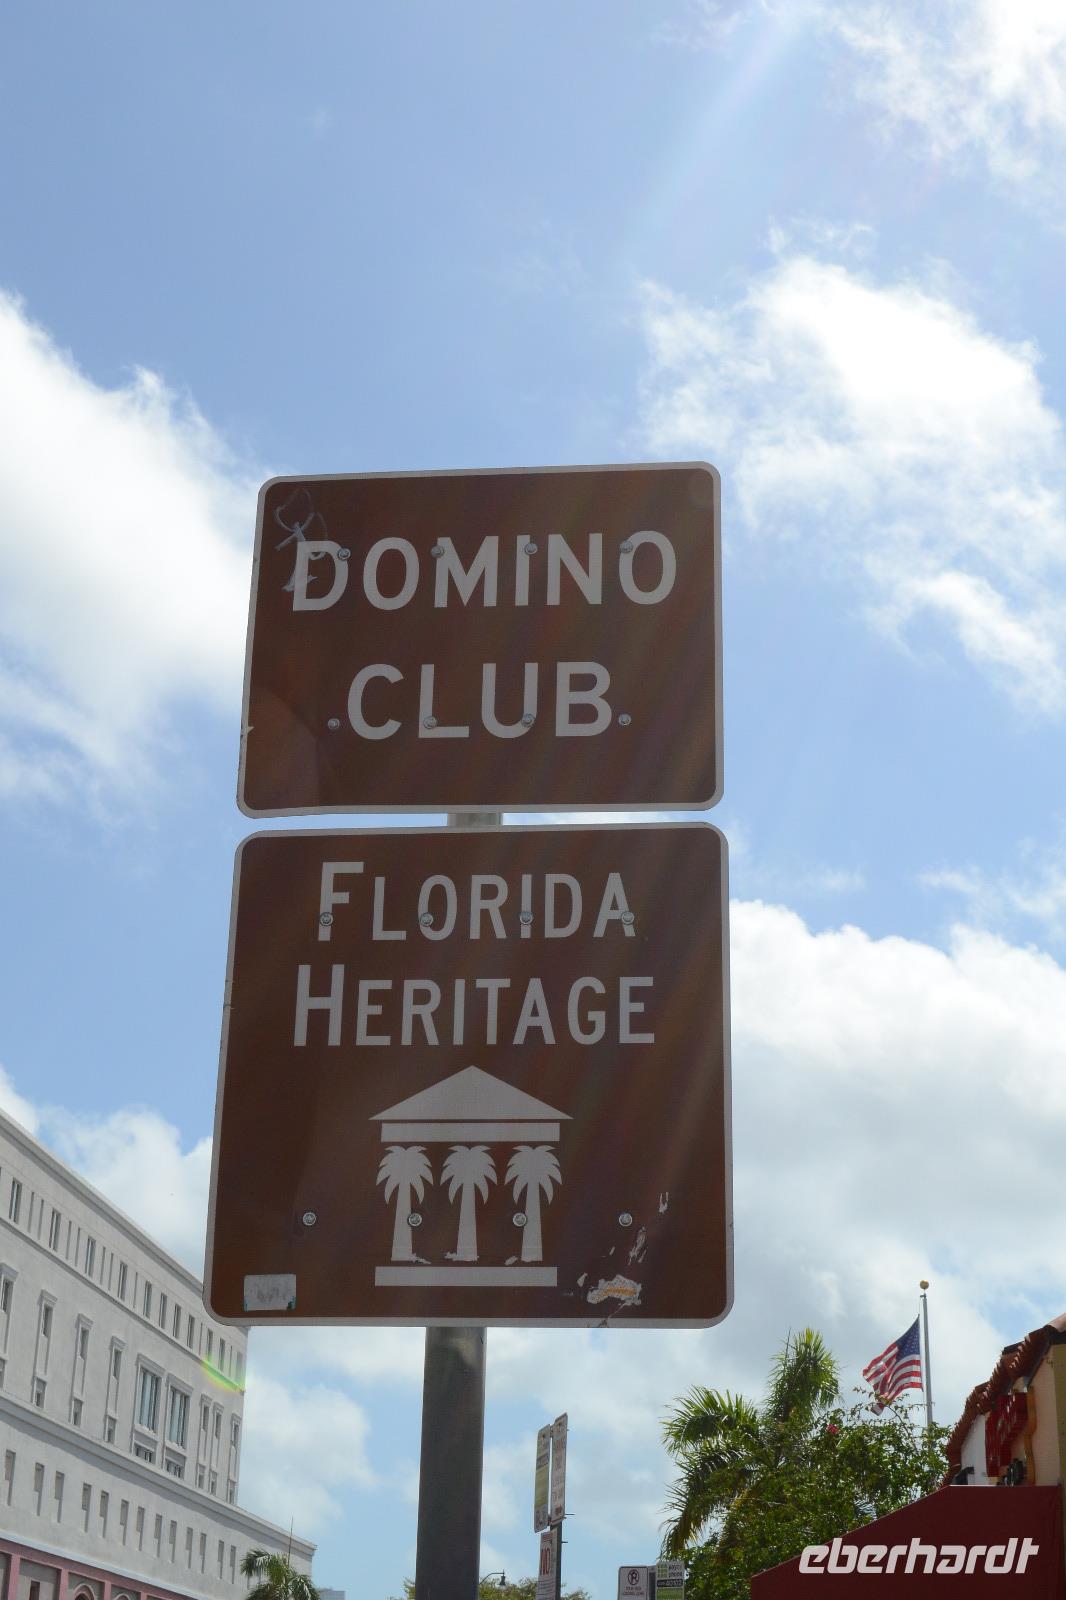 DOMINO
CLUB
FLORIDA
HERITAGE
eberhardt